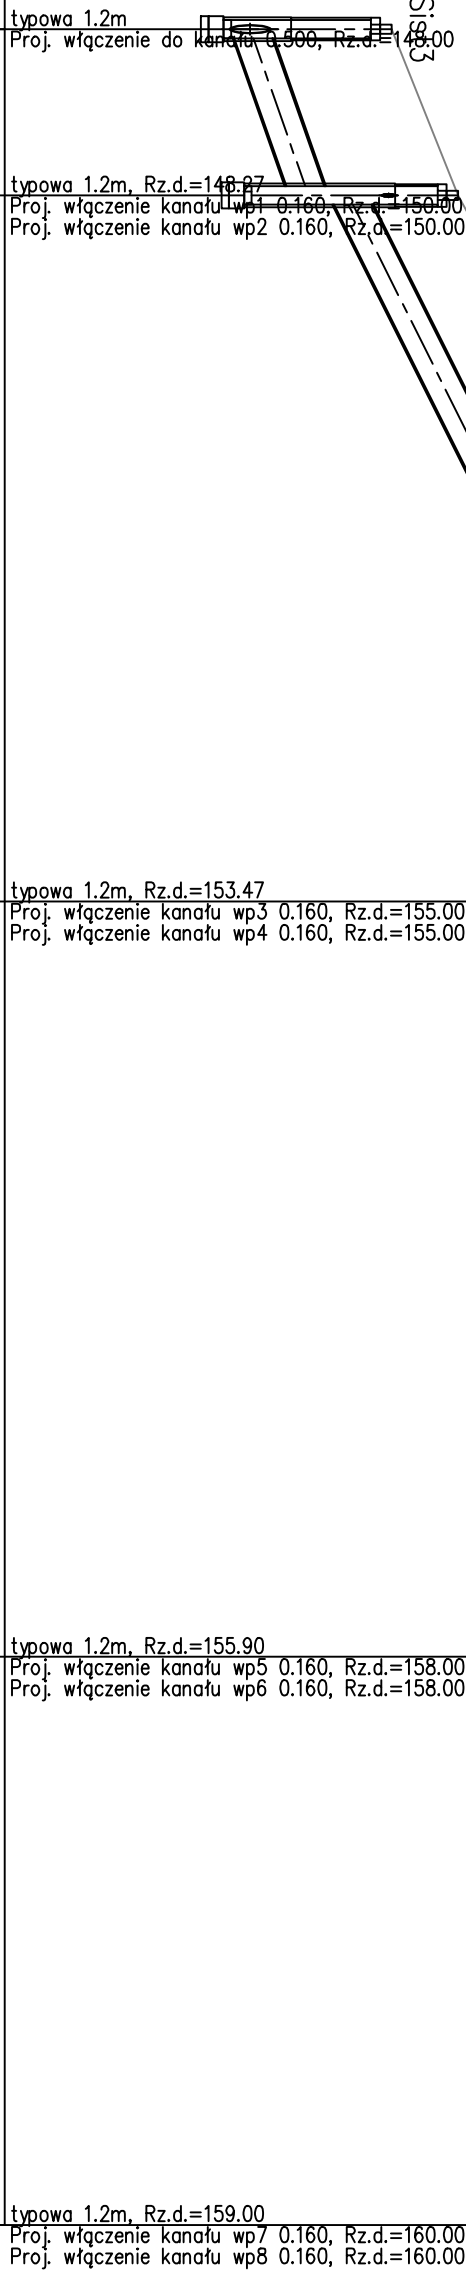 typowa 1.2m
Proj. włączenie do kanału 0.500, Rz.d.=148.00
typowa 1.2m, Rz.d.=148.27
Proj. włączenie kanału wp1 0.160, Rz.d.=150.00
Proj. włączenie kanału wp2 0.160, Rz.d.=150.00
typowa 1.2m, Rz.d.=153.47
Proj. włączenie kanału wp3 0.160, Rz.d.=155.00
Proj. włączenie kanału wp4 0.160, Rz.d.=155.00
typowa 1.2m, Rz.d.=155.90
Proj. włączenie kanału wp5 0.160, Rz.d.=158.00
Proj. włączenie kanału wp6 0.160, Rz.d.=158.00
typowa 1.2m, Rz.d.=159.00
Proj. włączenie kanału wp7 0.160, Rz.d.=160.00
Proj. włączenie kanału wp8 0.160, Rz.d.=160.00